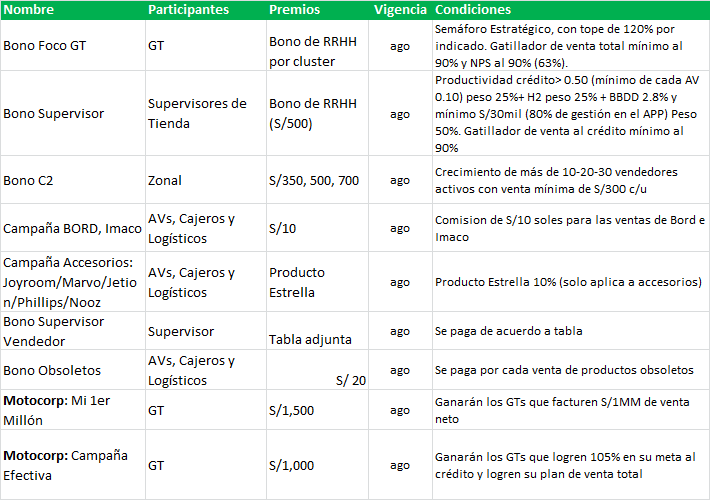 Nombre Participantes Premios Vigencia Condiciones
Bono Foco GT
GT
Bono de RRHH
por cluster
ago
Semáforo Estratégico, con tope de 120% por
indicado. Gatillador de venta total mínimo al
90% y NPS al 90% (63%).
Bono Supervisor
Supervisores de
Tienda
Bono de RRHH
(S/500)
ago
Productividad crédito> 0.50 (mínimo de cada AV
0.10) peso 25%+ H2 peso 25% + BBDD 2.8% y
mínimo S/30mil (80% de gestión en el APP) Peso
50%. Gatillador de venta al crédito mínimo al
90%
Bono C2
Zonal
S/350, 500, 700
ago
Crecimiento de más de 10-20-30 vendedores
activos con venta mínima de S/300 c/u
Campaña BORD, Imaco
AVs, Cajeros y
Logísticos
S/10
ago
Comision de S/10 soles para las ventas de Bord e
Imaco
Campaña Accesorios:
Joyroom/Marvo/Jetio
n/Phillips/Nooz
AVs, Cajeros y
Logísticos
Producto
Estrella
ago
Producto Estrella 10% (solo aplica a accesorios)
Bono Supervisor
Vendedor
Supervisor
Tabla adjunta
ago
Se paga de acuerdo a tabla
Bono Obsoletos
AVs, Cajeros y
Logísticos
S/ 20
ago
Se paga por cada venta de productos obsoletos
Motocorp: Mi 1er
Millón
GT
S/1,500
ago
Ganarán los GTs que facturen S/1MM de venta
neto
Motocorp: Campaña
Efectiva
GT
S/1,000
ago
Ganarán los GTs que logren 105% en su meta al
crédito y logren su plan de venta total